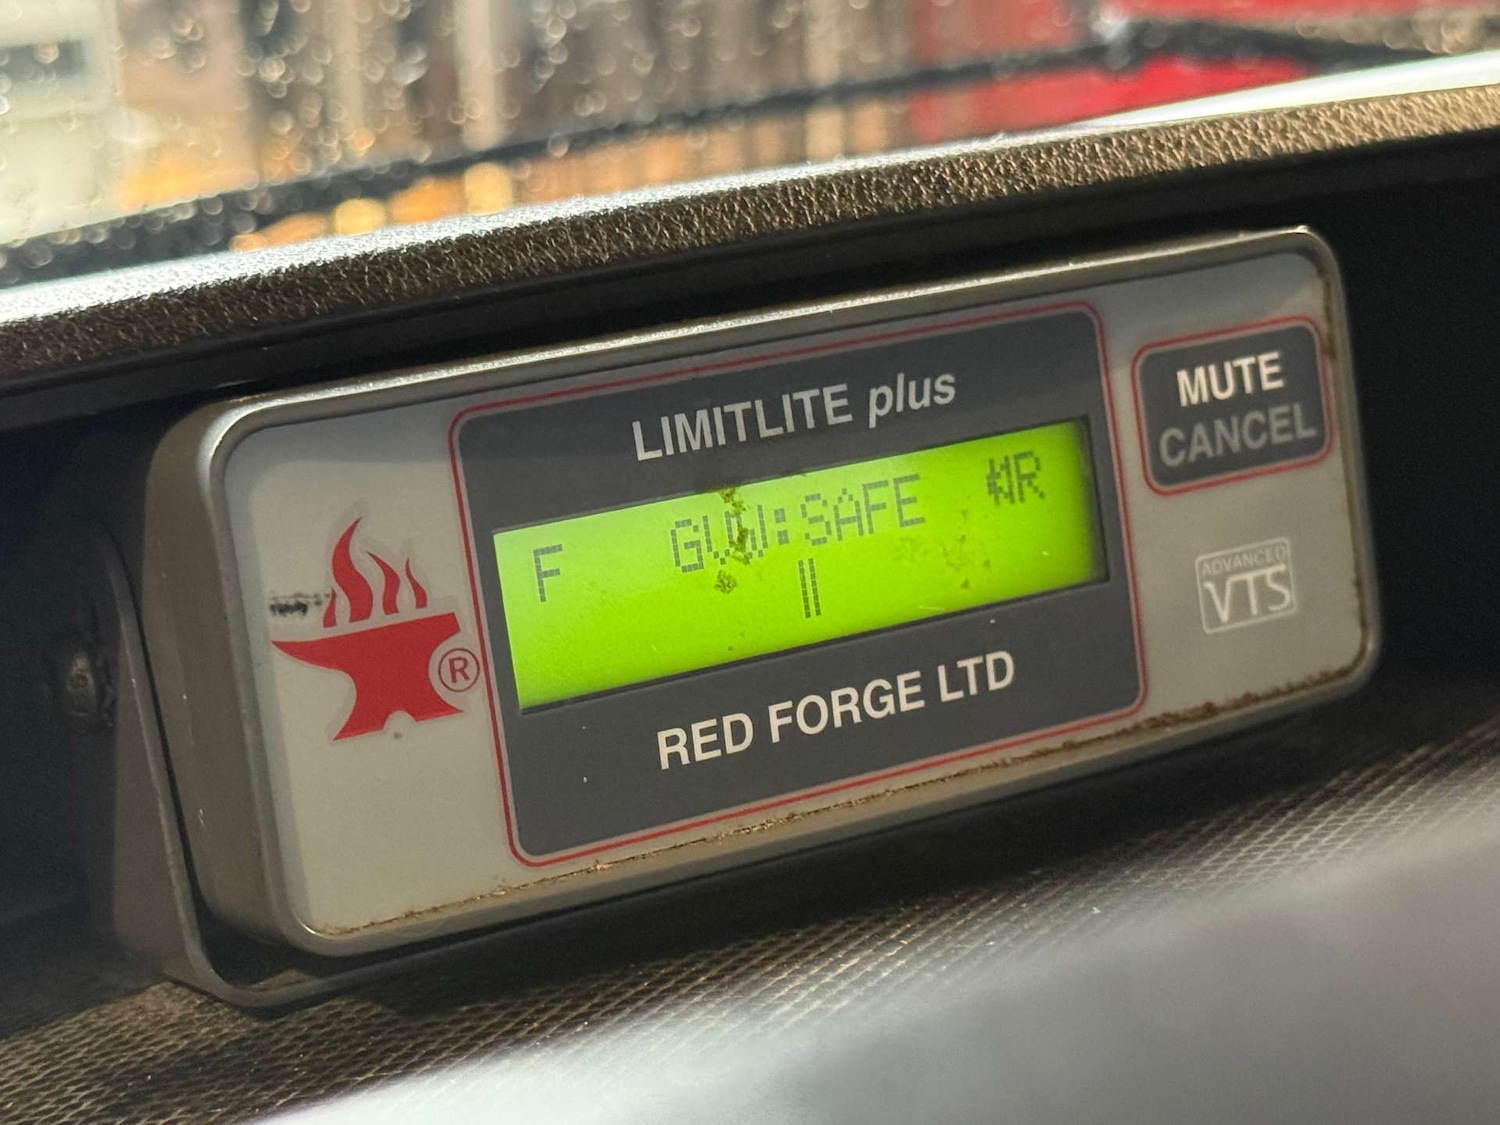 LIMITLITE plus
F GVW:SAFE R
RED FORGE LTD
®
MUTE
CANCEL
ADVANCED
VTS